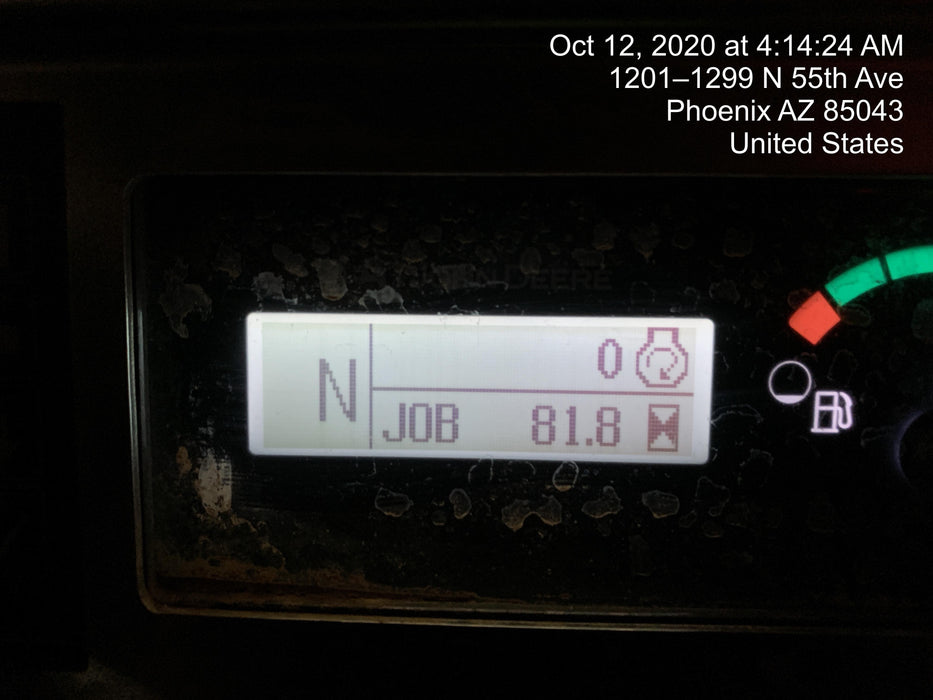 Oct 12, 2020 at 4:14:24 AM
1201–1299 N 55th Ave
Phoenix AZ 85043
United States
DEERE
N
0
JOB 81.8